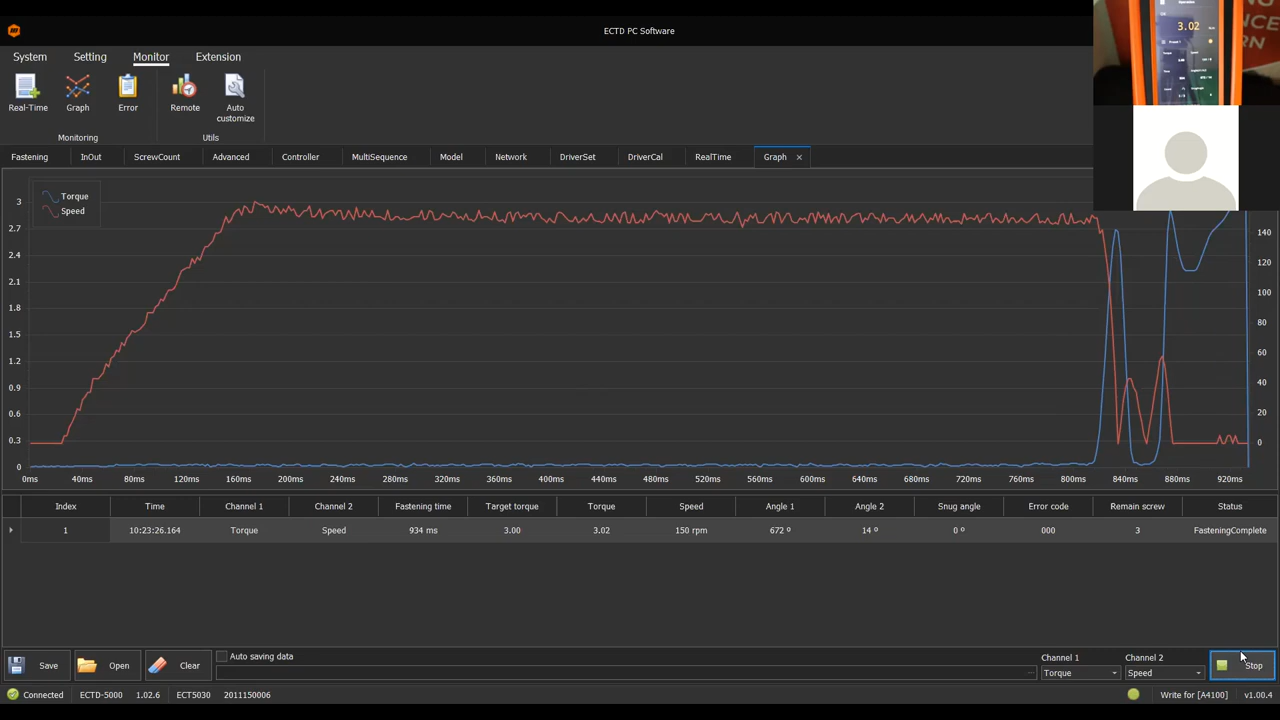 ECTD PC Software
System Setting Monitor Extension
Real-Time Graph Error Remote Auto customize
Monitoring Utils
Fastening InOut ScrewCount Advanced Controller MultiSequence Model Network DriverSet DriverCal RealTime Graph ×
Torque
Speed
3
2.7
2.4
2.1
1.8
1.5
1.2
0.9
0.6
0.3
0
140
120
100
80
60
40
20
0
0ms 40ms 80ms 120ms 160ms 200ms 240ms 280ms 320ms 360ms 400ms 440ms 480ms 520ms 560ms 600ms 640ms 680ms 720ms 760ms 800ms 840ms 880ms 920ms
Index Time Channel 1 Channel 2 Fastening time Target torque Torque Speed Angle 1 Angle 2 Snug angle Error code Remain screw Status
1 10:23:26.164 Torque Speed 934 ms 3.00 3.02 150 rpm 672 º 14 º 0 º 000 3 FasteningComplete
Save Open Clear Auto saving data Channel 1 Channel 2 Stop
Torque Speed
Connected ECTD-5000 1.02.6 ECT5030 2011150006 Write for [A4100] v1.00.4
3.02